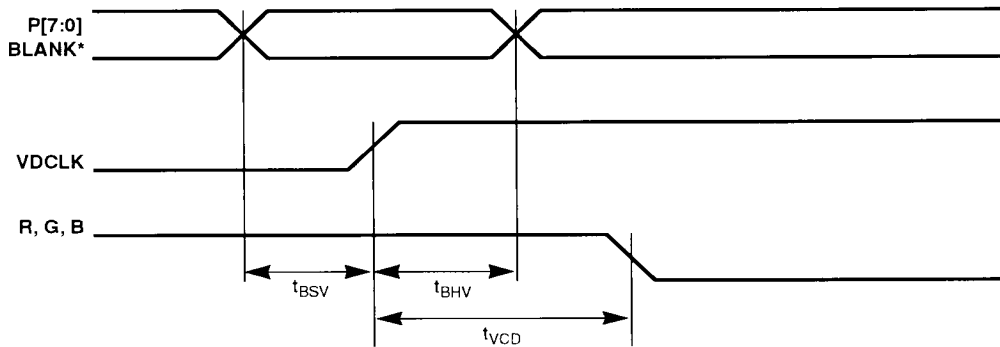 P[7:0]
BLANK*
VDCLK
R, G, B
tBSV
tBHV
tVCD